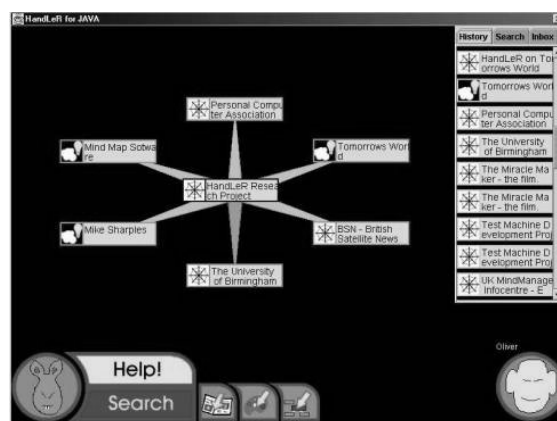 HandLeR for JAVA
History Search Inbox
HandLeR on Tom
orrows World
Tomorrows Worl
d
Personal Compu
ter Association
The University
of Birmingham
The Miracle Ma
ker - the film.
The Miracle Ma
ker - the film.
Test Machine D
evelopment Proj
Test Machine D
evelopment Proj
UK MindManage
Infocentre - E
Personal Compu
ter Association
Mind Map Sotwa
re
Tomorrows Worl
d
HandLeR Resea
ch Project
Mike Sharples
BSN - British
Satellite News
The University
of Birmingham
Oliver
Help!
Search